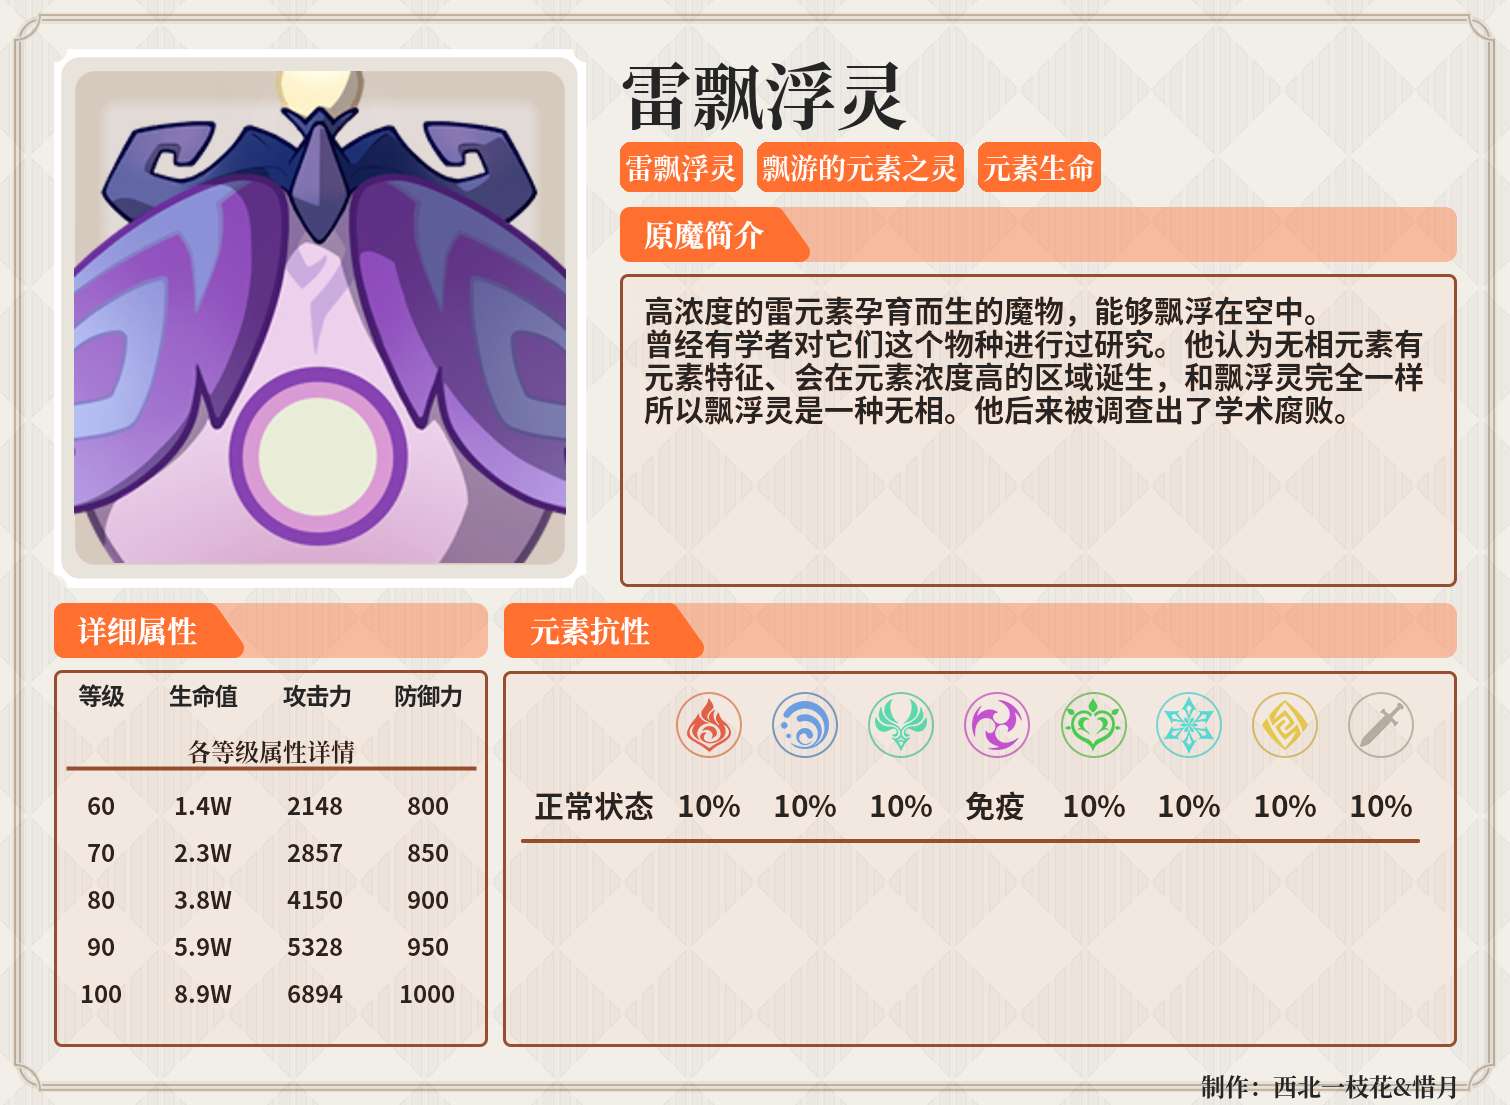 雷飘浮灵
雷飘浮灵 飘游的元素之灵 元素生命
原魔简介
高浓度的雷元素孕育而生的魔物，能够飘浮在空中。
曾经有学者对它们这个物种进行过研究。他认为无相元素有
元素特征、会在元素浓度高的区域诞生，和飘浮灵完全一样
所以飘浮灵是一种无相。他后来被调查出了学术腐败。
详细属性
等级 生命值 攻击力 防御力
各等级属性详情
60 1.4W 2148 800
70 2.3W 2857 850
80 3.8W 4150 900
90 5.9W 5328 950
100 8.9W 6894 1000
元素抗性
正常状态 10% 10% 10% 免疫 10% 10% 10% 10%
制作：西北一枝花&惜月